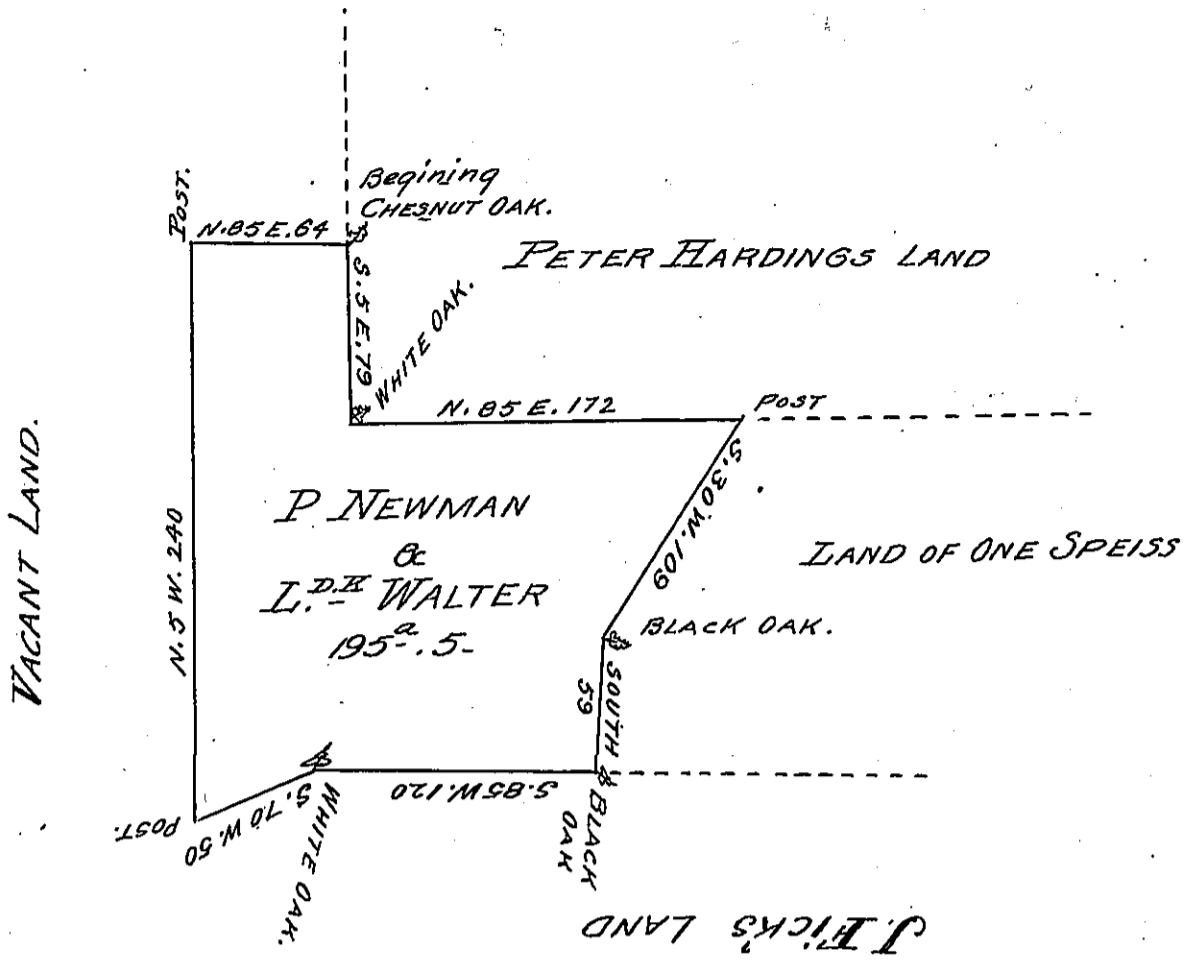 Begining
CHESNUT OAK.
POST.
N.85 E.64
PETER HARDINGS LAND
S.5 E.79
WHITE OAK.
N.85 E.172
POST
VACANT LAND.
N.5 W.240
P NEWMAN
&
L.D.K WALTER
195a.5-
S.30 W.109
LAND OF ONE SPEISS
BLACK OAK.
SOUTH
59
BLACK
OAK
S.85W.120
WHITE OAK.
S.70 W.50
POST.
J. FICK'S LAND